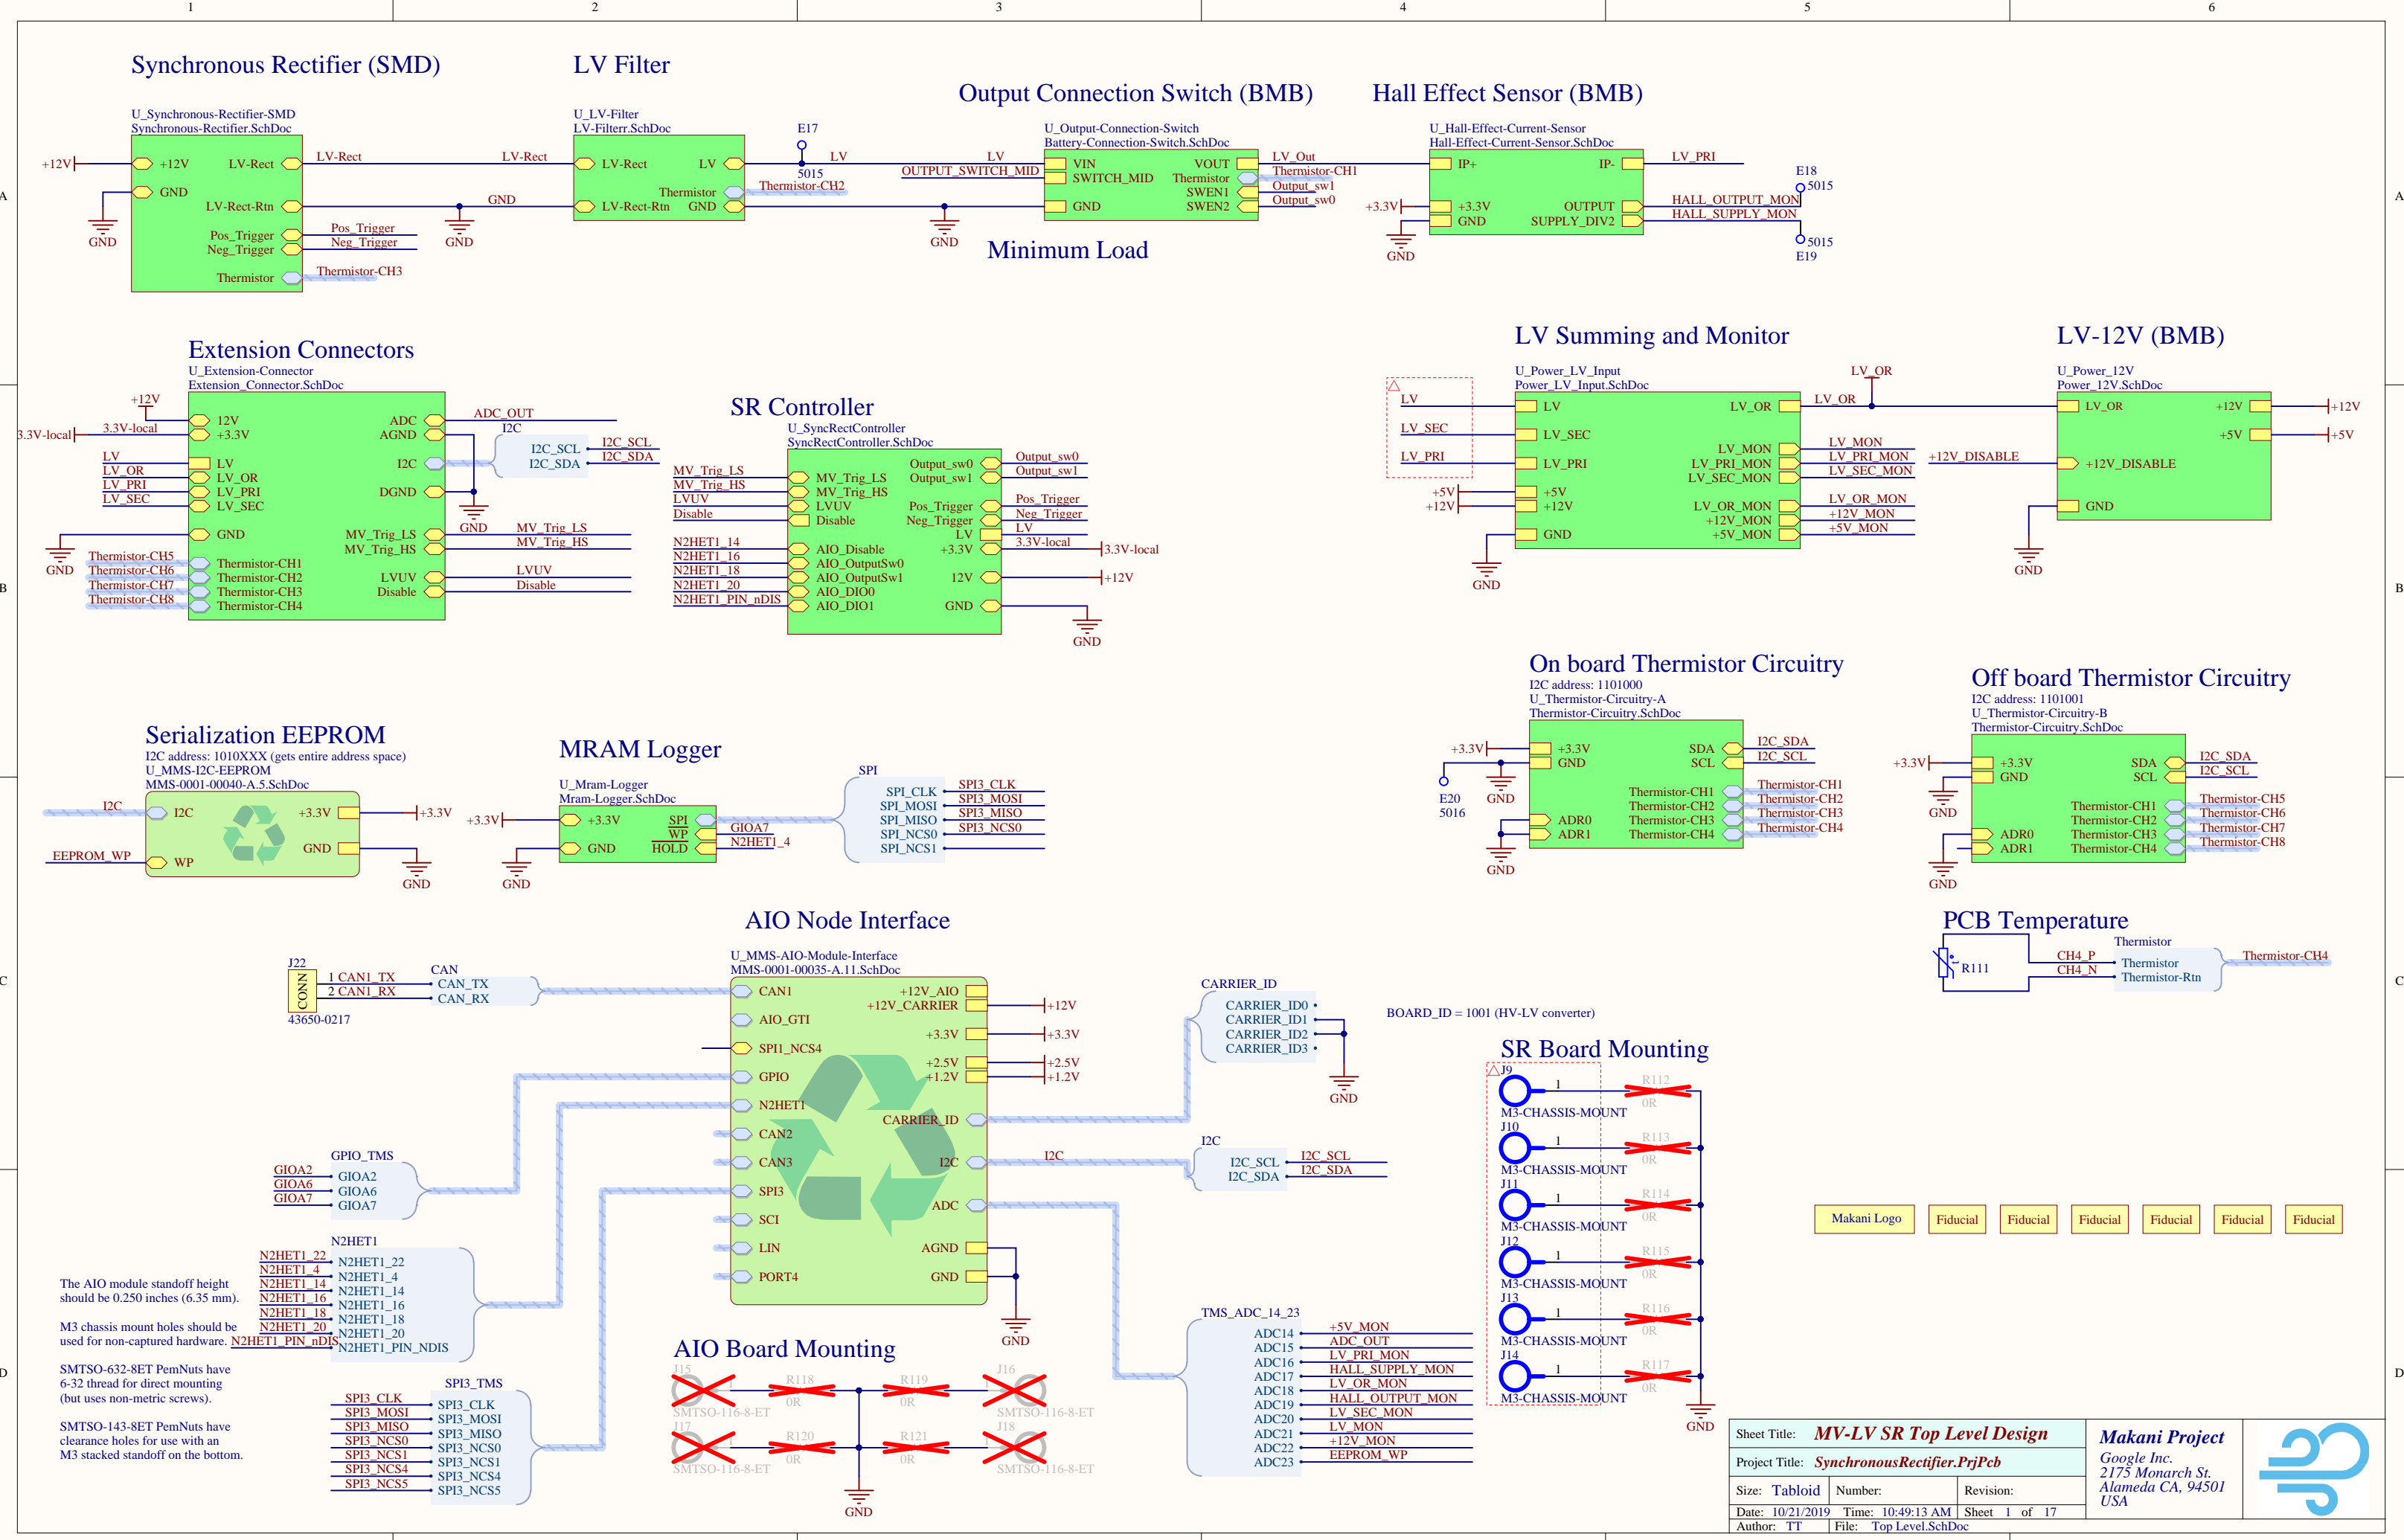 1 2 3 4 5 6
Synchronous Rectifier (SMD)
U_Synchronous-Rectifier-SMD
Synchronous-Rectifier.SchDoc
+12V
+12V LV-Rect
GND
LV-Rect-Rtn
Pos_Trigger
Neg_Trigger
Thermistor
GND
LV-Rect LV-Rect
GND
GND
Pos_Trigger
Neg_Trigger
Thermistor-CH3
LV Filter
U_LV-Filter
LV-Filterr.SchDoc
LV-Rect LV
Thermistor
LV-Rect-Rtn GND
E17
5015
LV LV
Thermistor-CH2
OUTPUT_SWITCH_MID
GND
Output Connection Switch (BMB)
U_Output-Connection-Switch
Battery-Connection-Switch.SchDoc
VIN VOUT
SWITCH_MID Thermistor
SWEN1
GND SWEN2
LV_Out
Thermistor-CH1
Output_sw1
Output_sw0
Minimum Load
Hall Effect Sensor (BMB)
U_Hall-Effect-Current-Sensor
Hall-Effect-Current-Sensor.SchDoc
IP+ IP-
+3.3V OUTPUT
GND SUPPLY_DIV2
+3.3V
GND
LV_PRI
HALL_OUTPUT_MON
HALL_SUPPLY_MON
E18
5015
5015
E19
A A
Extension Connectors
U_Extension-Connector
Extension_Connector.SchDoc
+12V
3.3V-local
3.3V-local
LV
LV_OR
LV_PRI
LV_SEC
GND
Thermistor-CH5
Thermistor-CH6
Thermistor-CH7
Thermistor-CH8
12V ADC
+3.3V AGND
LV I2C
LV_OR
LV_PRI DGND
LV_SEC
GND MV_Trig_LS
MV_Trig_HS
Thermistor-CH1
Thermistor-CH2 LVUV
Thermistor-CH3 Disable
Thermistor-CH4
ADC_OUT
I2C
I2C_SCL
I2C_SDA
I2C_SCL
I2C_SDA
GND
MV_Trig_LS
MV_Trig_HS
LVUV
Disable
SR Controller
U_SyncRectController
SyncRectController.SchDoc
MV_Trig_LS
MV_Trig_HS
LVUV
Disable
N2HET1_14
N2HET1_16
N2HET1_18
N2HET1_20
N2HET1_PIN_nDIS
MV_Trig_LS
MV_Trig_HS
LVUV
Disable
AIO_Disable
AIO_OutputSw0
AIO_OutputSw1
AIO_DIO0
AIO_DIO1
Output_sw0
Output_sw1
Pos_Trigger
Neg_Trigger
LV
+3.3V
12V
GND
Output_sw0
Output_sw1
Pos_Trigger
Neg_Trigger
LV
3.3V-local
3.3V-local
+12V
GND
LV Summing and Monitor
U_Power_LV_Input
Power_LV_Input.SchDoc
LV
LV_SEC
LV_PRI
+5V
+12V
GND
LV
LV_SEC
LV_PRI
+5V
+12V
GND
LV_OR
LV_MON
LV_PRI_MON
LV_SEC_MON
LV_OR_MON
+12V_MON
+5V_MON
LV_OR
LV_OR
LV_MON
LV_PRI_MON
LV_SEC_MON
LV_OR_MON
+12V_MON
+5V_MON
LV-12V (BMB)
U_Power_12V
Power_12V.SchDoc
+12V_DISABLE
LV_OR +12V
+5V
+12V_DISABLE
GND
+12V
+5V
GND
B B
Serialization EEPROM
I2C address: 1010XXX (gets entire address space)
U_MMS-I2C-EEPROM
MMS-0001-00040-A.5.SchDoc
I2C
EEPROM_WP
I2C +3.3V
GND
WP
+3.3V
GND
MRAM Logger
U_Mram-Logger
Mram-Logger.SchDoc
+3.3V
GND
+3.3V SPI
WP
GND HOLD
GIOA7
N2HET1_4
SPI
SPI_CLK
SPI_MOSI
SPI_MISO
SPI_NCS0
SPI_NCS1
SPI3_CLK
SPI3_MOSI
SPI3_MISO
SPI3_NCS0
On board Thermistor Circuitry
I2C address: 1101000
U_Thermistor-Circuitry-A
Thermistor-Circuitry.SchDoc
+3.3V
E20
5016
GND
GND
+3.3V SDA
GND SCL
Thermistor-CH1
Thermistor-CH2
ADR0 Thermistor-CH3
ADR1 Thermistor-CH4
I2C_SDA
I2C_SCL
Thermistor-CH1
Thermistor-CH2
Thermistor-CH3
Thermistor-CH4
Off board Thermistor Circuitry
I2C address: 1101001
U_Thermistor-Circuitry-B
Thermistor-Circuitry.SchDoc
+3.3V
GND
GND
+3.3V SDA
GND SCL
Thermistor-CH1
Thermistor-CH2
ADR0 Thermistor-CH3
ADR1 Thermistor-CH4
I2C_SDA
I2C_SCL
Thermistor-CH5
Thermistor-CH6
Thermistor-CH7
Thermistor-CH8
PCB Temperature
R111
CH4_P
CH4_N
Thermistor
Thermistor
Thermistor-Rtn
Thermistor-CH4
C C
AIO Node Interface
U_MMS-AIO-Module-Interface
MMS-0001-00035-A.11.SchDoc
J22
CONN
1 CAN1_TX
2 CAN1_RX
43650-0217
CAN
CAN_TX
CAN_RX
CAN1
AIO_GTI
SPI1_NCS4
GPIO
N2HET1
CAN2
CAN3
SPI3
SCI
LIN
PORT4
+12V_AIO
+12V_CARRIER
+3.3V
+2.5V
+1.2V
CARRIER_ID
I2C
ADC
AGND
GND
+12V
+3.3V
+2.5V
+1.2V
I2C
GND
CARRIER_ID
CARRIER_ID0
CARRIER_ID1
CARRIER_ID2
CARRIER_ID3
GND
BOARD_ID = 1001 (HV-LV converter)
I2C
I2C_SCL
I2C_SDA
I2C_SCL
I2C_SDA
GPIO_TMS
GIOA2
GIOA6
GIOA7
GIOA2
GIOA6
GIOA7
N2HET1
N2HET1_22
N2HET1_4
N2HET1_14
N2HET1_16
N2HET1_18
N2HET1_20
N2HET1_PIN_nDIS
N2HET1_22
N2HET1_4
N2HET1_14
N2HET1_16
N2HET1_18
N2HET1_20
N2HET1_PIN_NDIS
The AIO module standoff height
should be 0.250 inches (6.35 mm).
M3 chassis mount holes should be
used for non-captured hardware.
SMTSO-632-8ET PemNuts have
6-32 thread for direct mounting
(but uses non-metric screws).
SMTSO-143-8ET PemNuts have
clearance holes for use with an
M3 stacked standoff on the bottom.
SPI3_TMS
SPI3_CLK
SPI3_MOSI
SPI3_MISO
SPI3_NCS0
SPI3_NCS1
SPI3_NCS4
SPI3_NCS5
SPI3_CLK
SPI3_MOSI
SPI3_MISO
SPI3_NCS0
SPI3_NCS1
SPI3_NCS4
SPI3_NCS5
AIO Board Mounting
J15 1 R118 R119 1 J16
SMTSO-116-8-ET 0R 0R SMTSO-116-8-ET
J17 1 R120 R121 1 J18
SMTSO-116-8-ET 0R 0R SMTSO-116-8-ET
GND
TMS_ADC_14_23
ADC14 +5V_MON
ADC15 ADC_OUT
ADC16 LV_PRI_MON
ADC17 HALL_SUPPLY_MON
ADC18 LV_OR_MON
ADC19 HALL_OUTPUT_MON
ADC20 LV_SEC_MON
ADC21 LV_MON
ADC22 +12V_MON
ADC23 EEPROM_WP
SR Board Mounting
J9 1 R112
M3-CHASSIS-MOUNT 0R
J10 1 R113
M3-CHASSIS-MOUNT 0R
J11 1 R114
M3-CHASSIS-MOUNT 0R
J12 1 R115
M3-CHASSIS-MOUNT 0R
J13 1 R116
M3-CHASSIS-MOUNT 0R
J14 1 R117
M3-CHASSIS-MOUNT 0R
GND
Makani Logo Fiducial Fiducial Fiducial Fiducial Fiducial Fiducial
D D
Sheet Title: MV-LV SR Top Level Design
Project Title: SynchronousRectifier.PrjPcb
Size: Tabloid Number: Revision:
Date: 10/21/2019 Time: 10:49:13 AM Sheet 1 of 17
Author: TT File: Top Level.SchDoc
Makani Project
Google Inc.
2175 Monarch St.
Alameda CA, 94501
USA